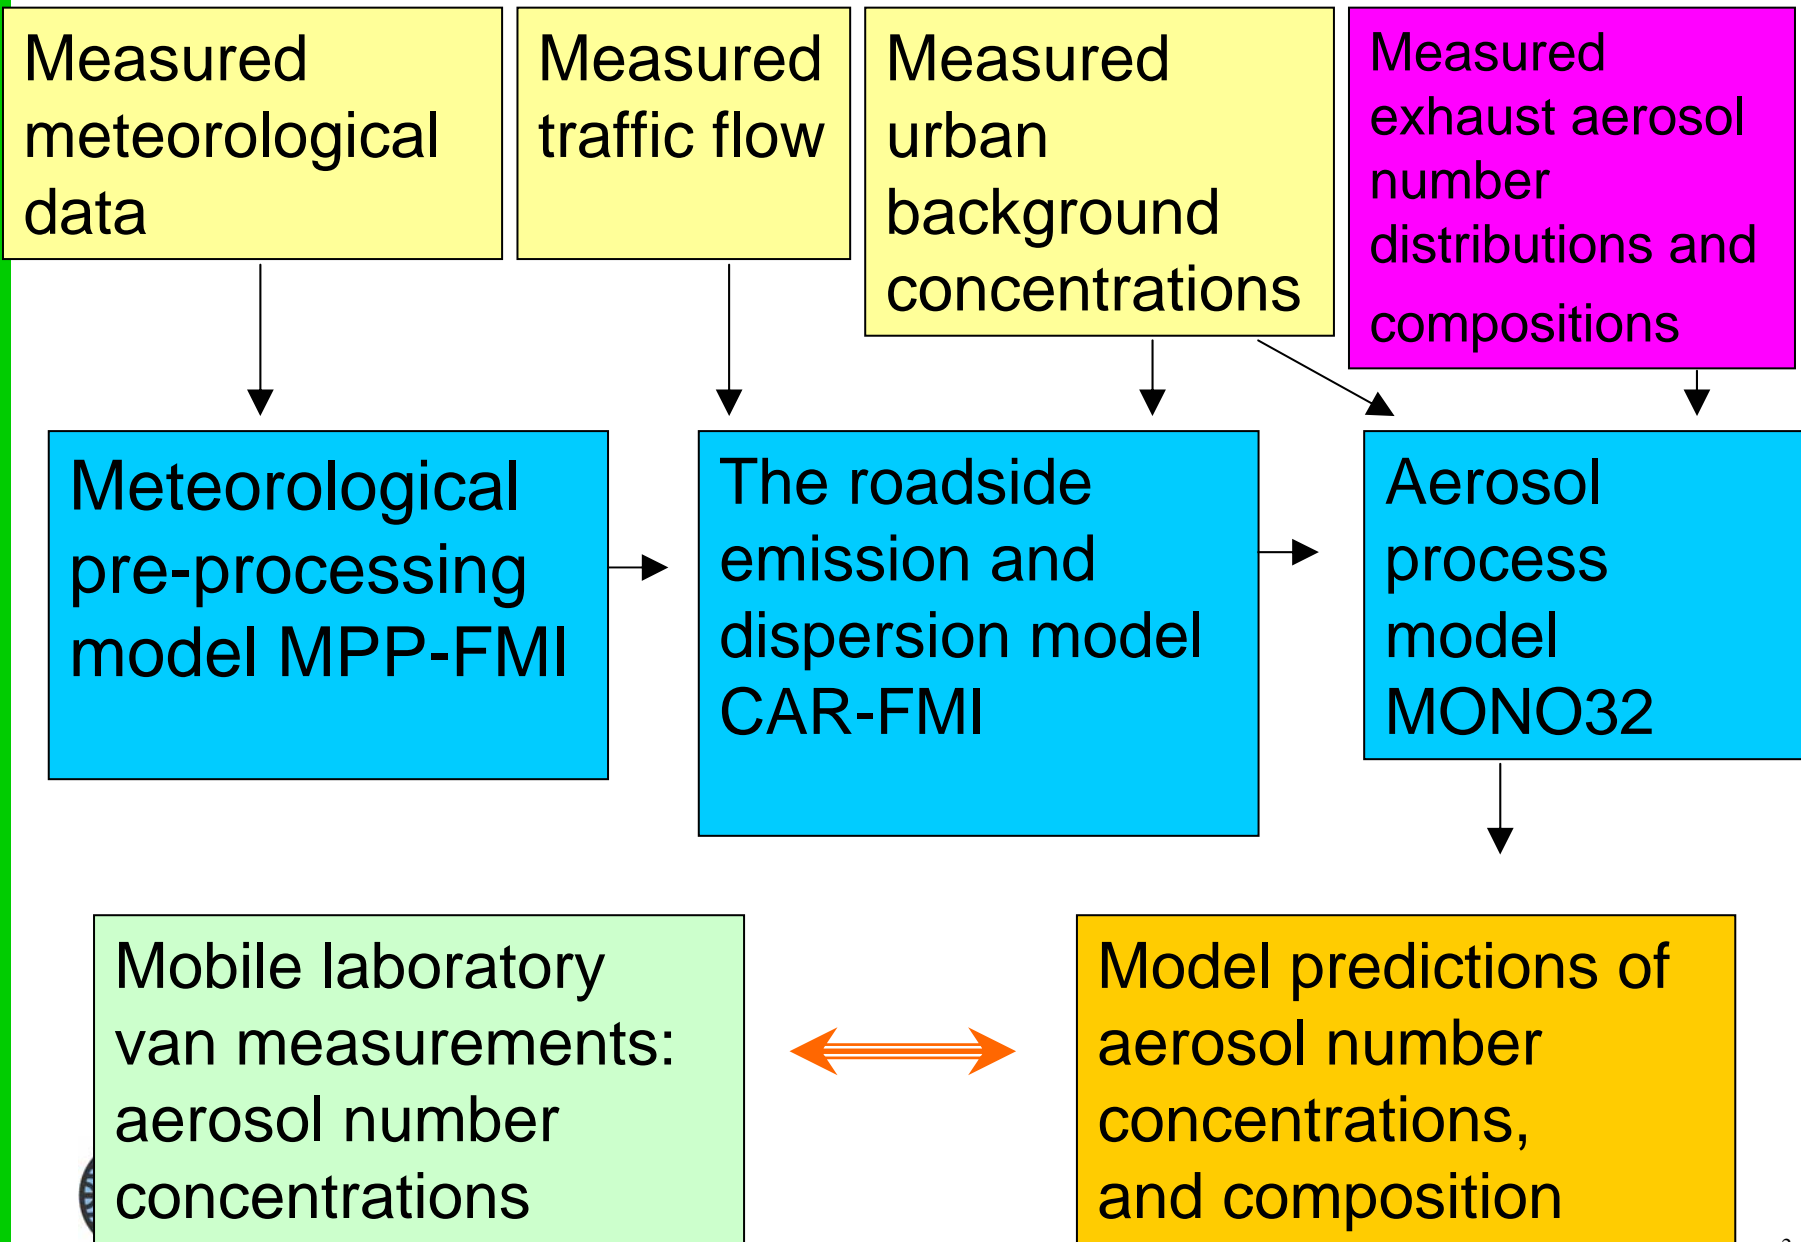 Measured
meteorological
data
Measured
traffic flow
Measured
urban
background
concentrations
Measured
exhaust aerosol
number
distributions and
compositions
Meteorological
pre-processing
model MPP-FMI
The roadside
emission and
dispersion model
CAR-FMI
Aerosol
process
model
MONO32
Mobile laboratory
van measurements:
aerosol number
concentrations
Model predictions of
aerosol number
concentrations,
and composition